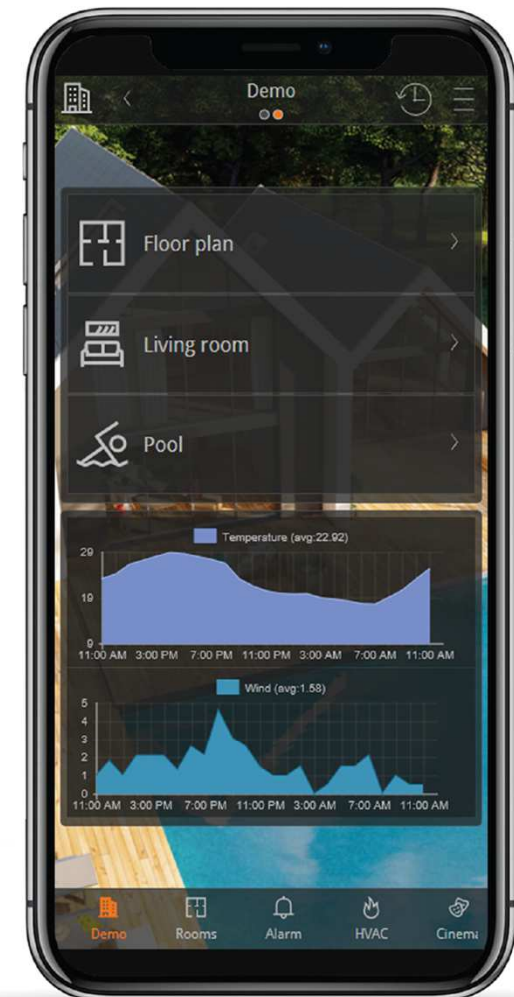 Demo
Floor plan
Living room
Pool
Temperature (avg:22.92)
29
19
9
11:00 AM 3:00 PM 7:00 PM 11:00 PM 3:00 AM 7:00 AM 11:00 AM
Wind (avg:1.58)
5
4
3
2
1
0
11:00 AM 3:00 PM 7:00 PM 11:00 PM 3:00 AM 7:00 AM 11:00 AM
Demo Rooms Alarm HVAC Cinema